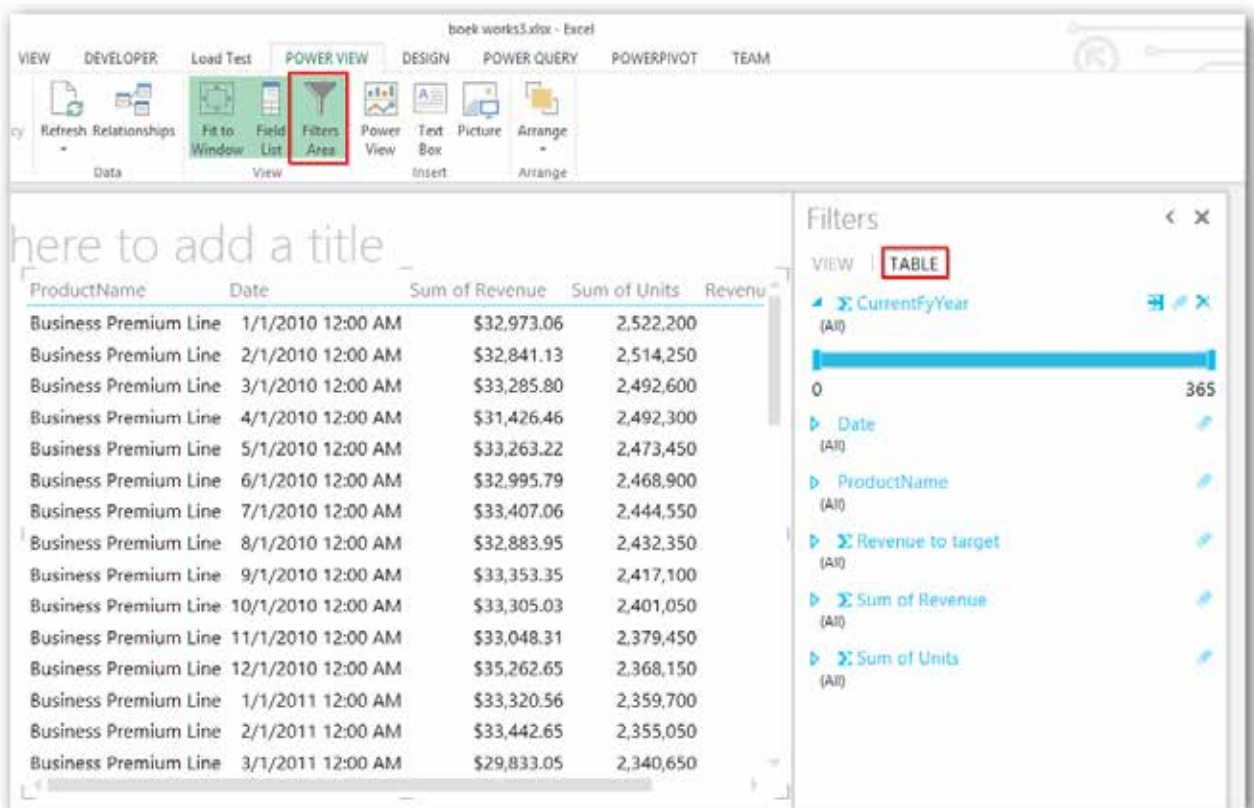 boek works3.xlsx - Excel
VIEW DEVELOPER Load Test POWER VIEW DESIGN POWER QUERY POWERPIVOT TEAM
Refresh Relationships Fit to Window Field List Filters Area Power View Text Box Picture Arrange
Data View Insert Arrange
here to add a title
ProductName Date Sum of Revenue Sum of Units Revenu
Business Premium Line 1/1/2010 12:00 AM $32,973.06 2,522,200
Business Premium Line 2/1/2010 12:00 AM $32,841.13 2,514,250
Business Premium Line 3/1/2010 12:00 AM $33,285.80 2,492,600
Business Premium Line 4/1/2010 12:00 AM $31,426.46 2,492,300
Business Premium Line 5/1/2010 12:00 AM $33,263.22 2,473,450
Business Premium Line 6/1/2010 12:00 AM $32,995.79 2,468,900
Business Premium Line 7/1/2010 12:00 AM $33,407.06 2,444,550
Business Premium Line 8/1/2010 12:00 AM $32,883.95 2,432,350
Business Premium Line 9/1/2010 12:00 AM $33,353.35 2,417,100
Business Premium Line 10/1/2010 12:00 AM $33,305.03 2,401,050
Business Premium Line 11/1/2010 12:00 AM $33,048.31 2,379,450
Business Premium Line 12/1/2010 12:00 AM $35,262.65 2,368,150
Business Premium Line 1/1/2011 12:00 AM $33,320.56 2,359,700
Business Premium Line 2/1/2011 12:00 AM $33,442.65 2,355,050
Business Premium Line 3/1/2011 12:00 AM $29,833.05 2,340,650
Filters
VIEW | TABLE
Σ CurrentFyYear
(All)
0 365
Date
(All)
ProductName
(All)
Σ Revenue to target
(All)
Σ Sum of Revenue
(All)
Σ Sum of Units
(All)